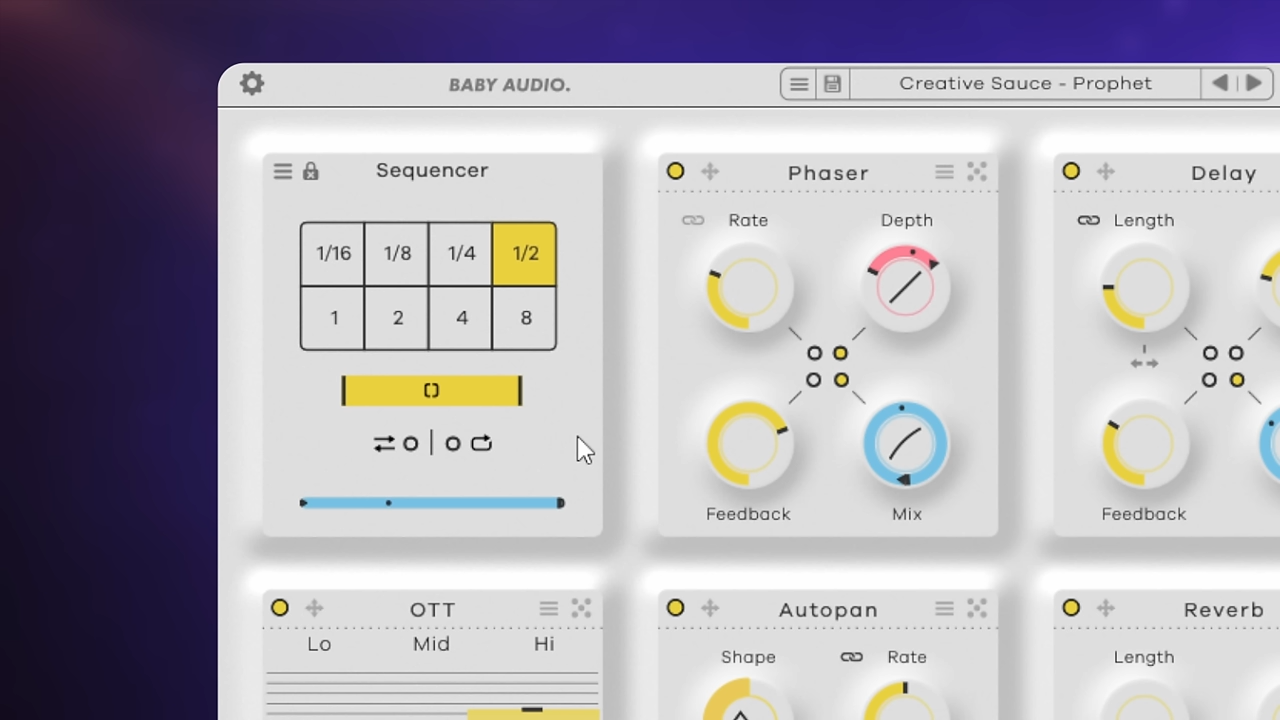 BABY AUDIO.
Creative Sauce - Prophet
Sequencer
1/16 1/8 1/4 1/2
1 2 4 8
Phaser
Rate Depth
Feedback Mix
Delay
Length
Feedback
OTT
Lo Mid Hi
Autopan
Shape Rate
Reverb
Length